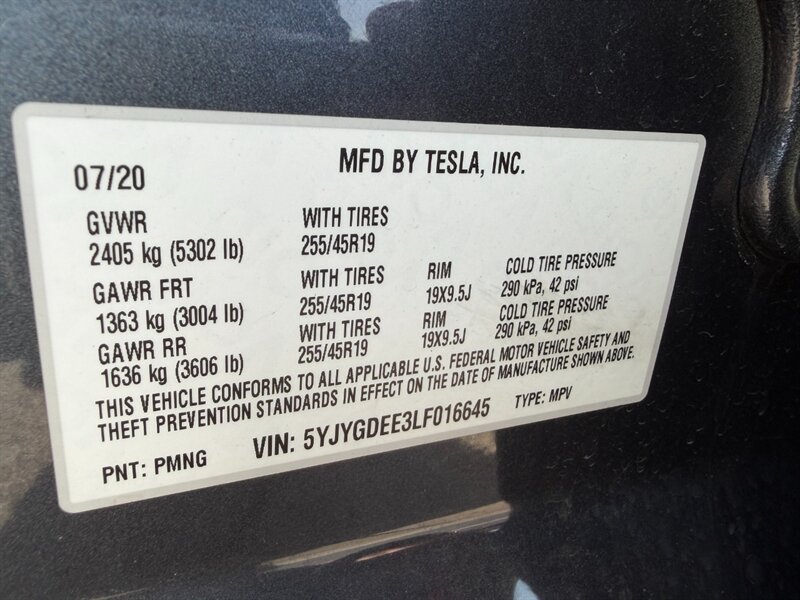 07/20 MFD BY TESLA, INC.
GVWR WITH TIRES
2405 kg (5302 lb) 255/45R19
GAWR FRT WITH TIRES RIM COLD TIRE PRESSURE
1363 kg (3004 lb) 255/45R19 19X9.5J 290 kPa, 42 psi
GAWR RR WITH TIRES RIM COLD TIRE PRESSURE
1636 kg (3606 lb) 255/45R19 19X9.5J 290 kPa, 42 psi
THIS VEHICLE CONFORMS TO ALL APPLICABLE U.S. FEDERAL MOTOR VEHICLE SAFETY AND
THEFT PREVENTION STANDARDS IN EFFECT ON THE DATE OF MANUFACTURE SHOWN ABOVE.
PNT: PMNG VIN: 5YJYGDEE3LF016645 TYPE: MPV